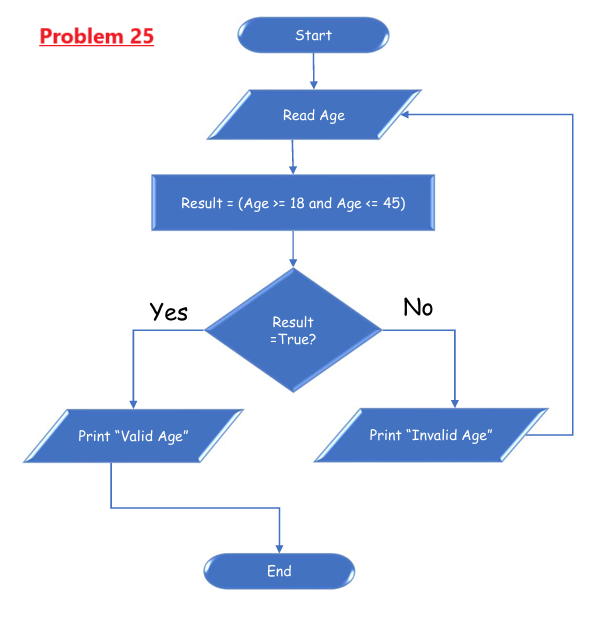 Problem 25
Start
Read Age
Result = (Age >= 18 and Age <= 45)
Yes
No
Result
=True?
Print “Valid Age”
Print “Invalid Age”
End